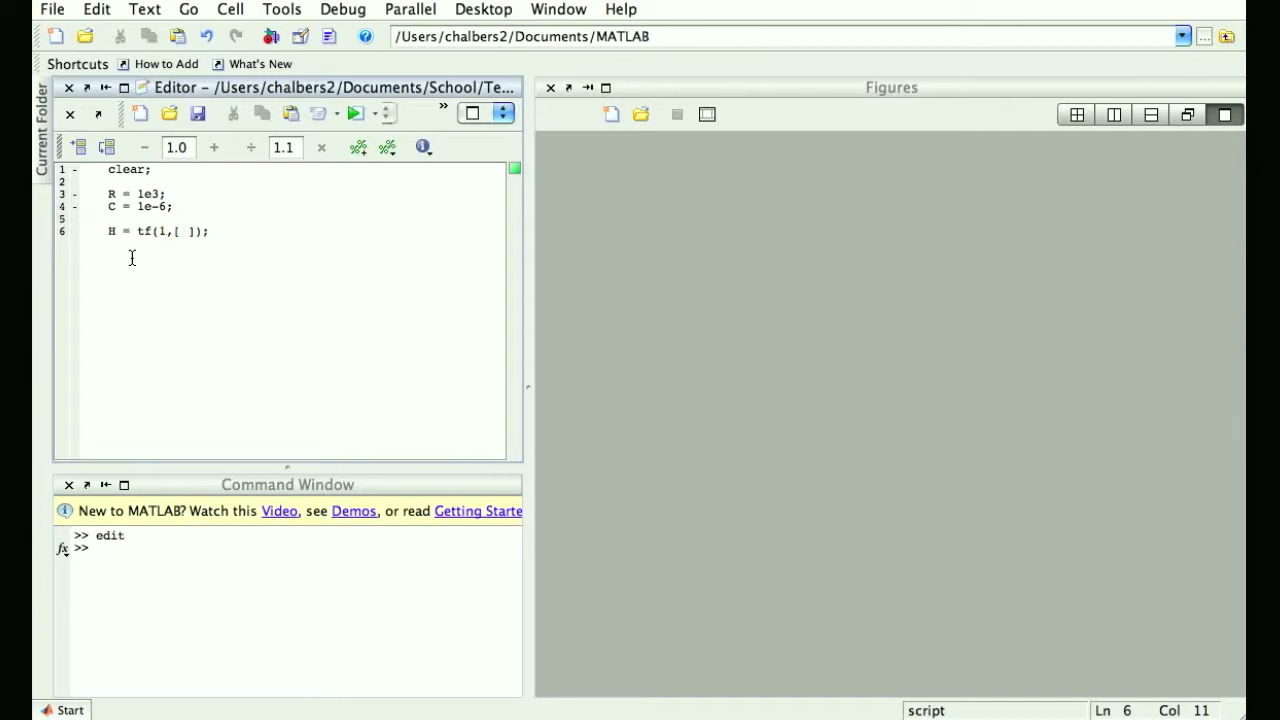 File Edit Text Go Cell Tools Debug Parallel Desktop Window Help
/Users/chalbers2/Documents/MATLAB
Shortcuts How to Add What's New
Current Folder
Editor – /Users/chalbers2/Documents/School/Te...
Figures
1.0
1.1
1 - clear;
2
3 - R = 1e3;
4 - C = 1e-6;
5
6 H = tf(1,[ ]);
Command Window
New to MATLAB? Watch this Video, see Demos, or read Getting Starte
>> edit
fx >>
Start
script
Ln 6 Col 11